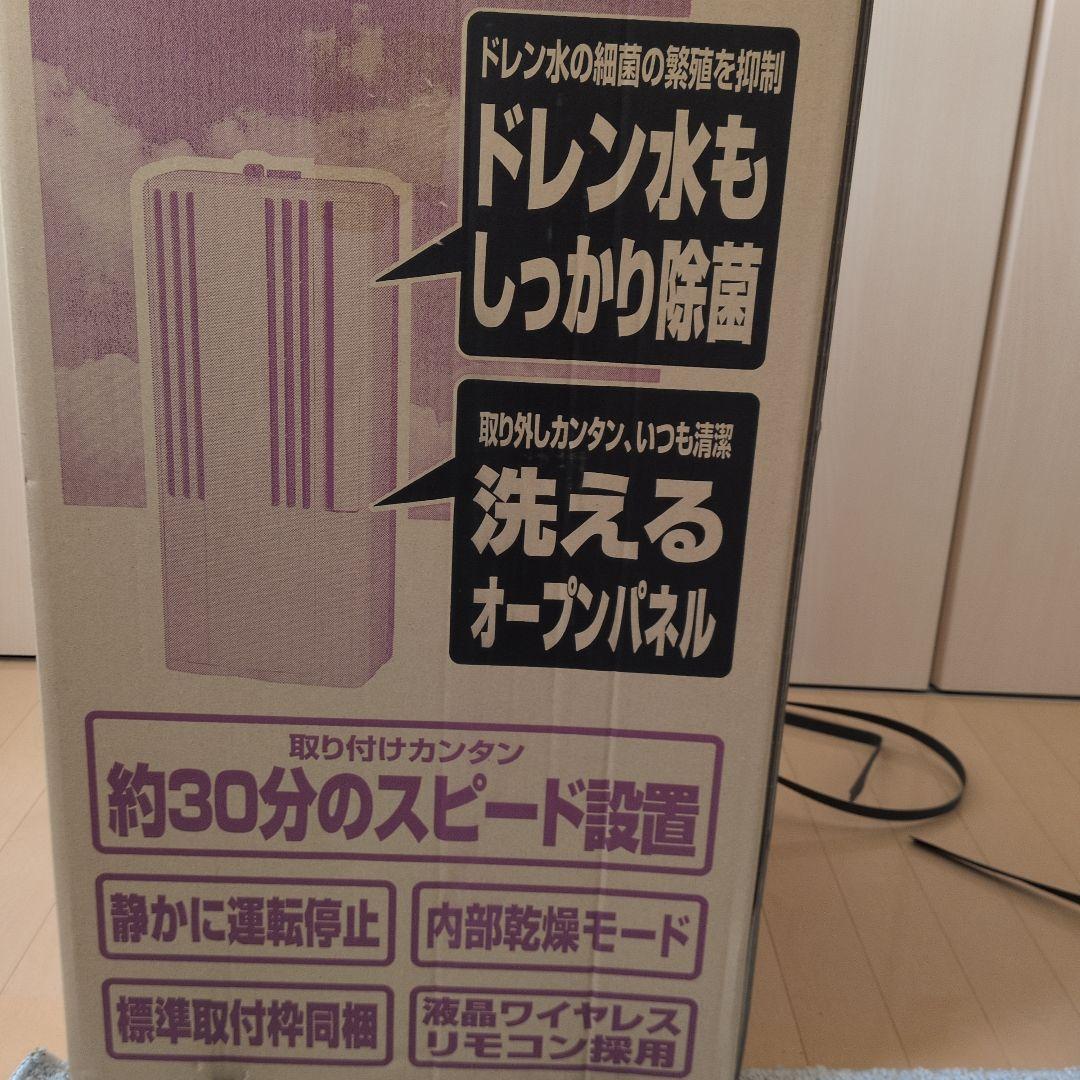 ドレン水の細菌の繁殖を抑制
ドレン水も
しっかり除菌
取り外しカンタン、いつも清潔
洗える
オープンパネル
取り付けカンタン
約30分のスピード設置
静かに運転停止
内部乾燥モード
標準取付枠同梱
液晶ワイヤレス
リモコン採用